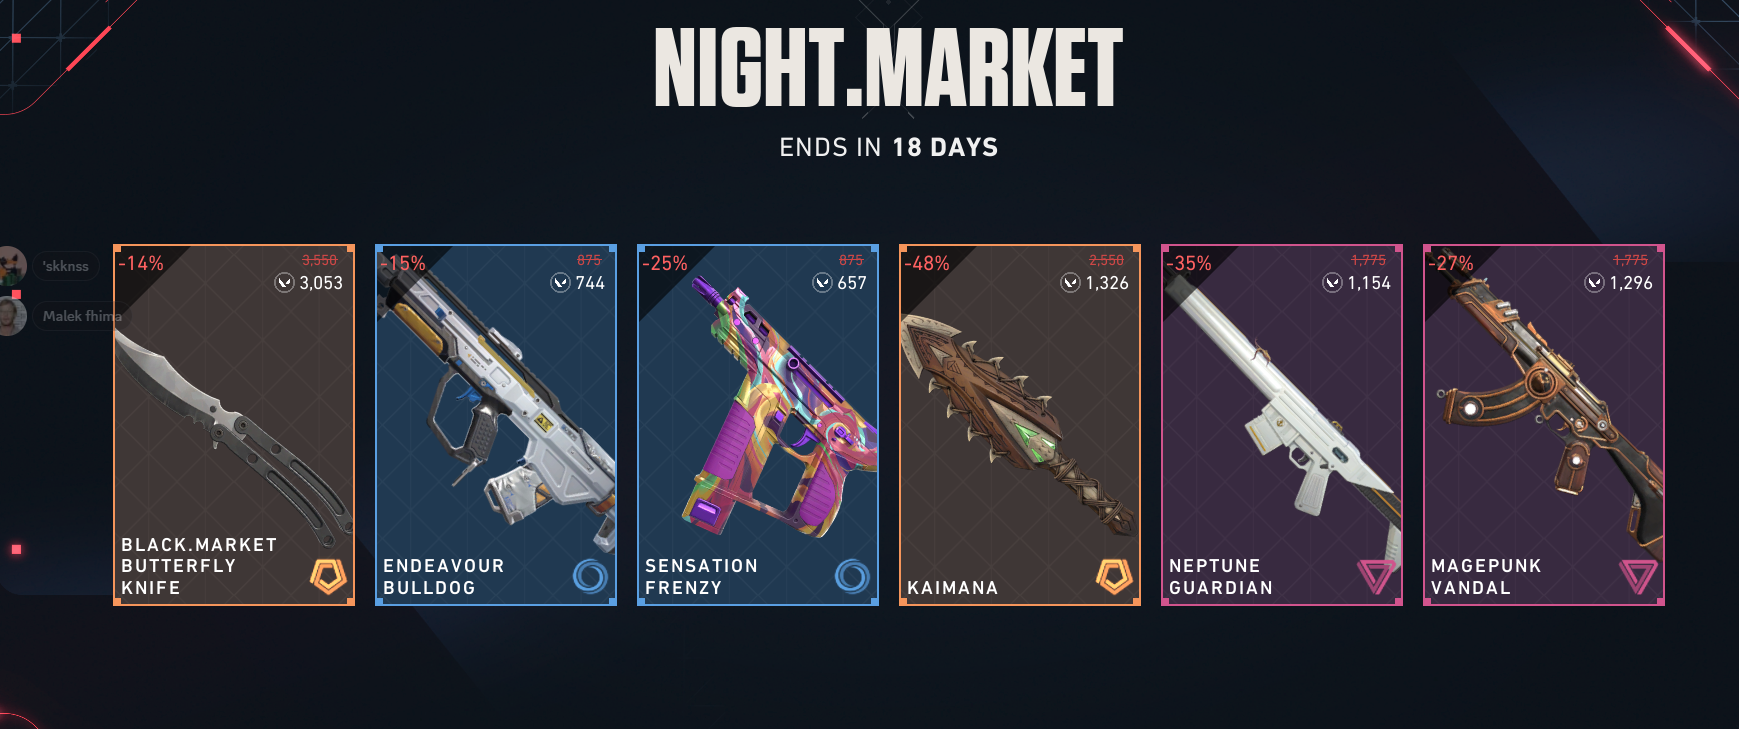 NIGHT.MARKET
ENDS IN 18 DAYS
'skknss
Malek fhima
-14%
3,550
3,053
BLACK.MARKET
BUTTERFLY
KNIFE
-15%
875
744
ENDEAVOUR
BULLDOG
-25%
875
657
SENSATION
FRENZY
-48%
2,550
1,326
KAIMANA
-35%
1,775
1,154
NEPTUNE
GUARDIAN
-27%
1,775
1,296
MAGEPUNK
VANDAL